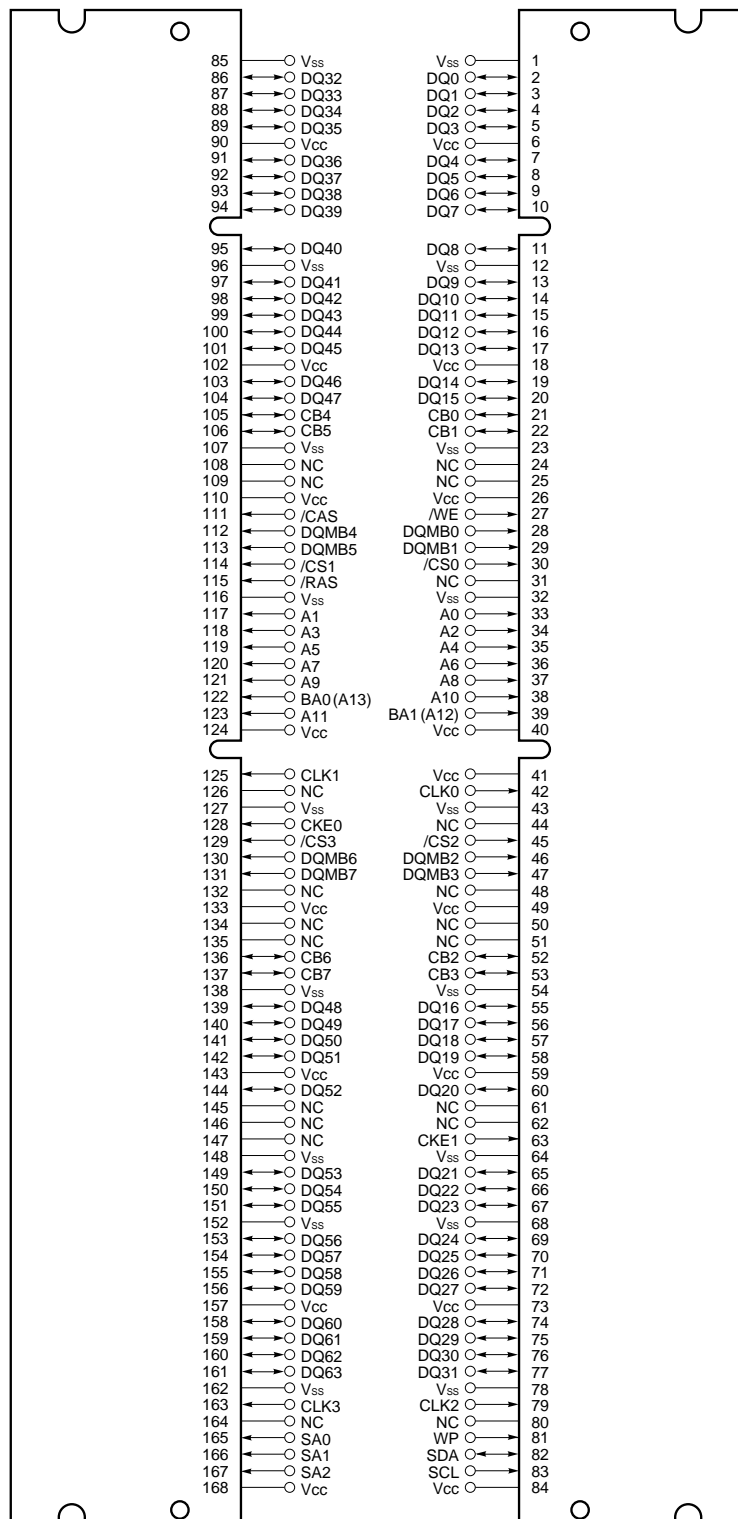 85 Vss Vss 1
86 DQ32 DQ0 2
87 DQ33 DQ1 3
88 DQ34 DQ2 4
89 DQ35 DQ3 5
90 Vcc Vcc 6
91 DQ36 DQ4 7
92 DQ37 DQ5 8
93 DQ38 DQ6 9
94 DQ39 DQ7 10
95 DQ40 DQ8 11
96 Vss Vss 12
97 DQ41 DQ9 13
98 DQ42 DQ10 14
99 DQ43 DQ11 15
100 DQ44 DQ12 16
101 DQ45 DQ13 17
102 Vcc Vcc 18
103 DQ46 DQ14 19
104 DQ47 DQ15 20
105 CB4 CB0 21
106 CB5 CB1 22
107 Vss Vss 23
108 NC NC 24
109 NC NC 25
110 Vcc Vcc 26
111 /CAS /WE 27
112 DQMB4 DQMB0 28
113 DQMB5 DQMB1 29
114 /CS1 /CS0 30
115 /RAS NC 31
116 Vss Vss 32
117 A1 A0 33
118 A3 A2 34
119 A5 A4 35
120 A7 A6 36
121 A9 A8 37
122 BA0 (A13) A10 38
123 A11 BA1 (A12) 39
124 Vcc Vcc 40
125 CLK1 Vcc 41
126 NC CLK0 42
127 Vss Vss 43
128 CKE0 NC 44
129 /CS3 /CS2 45
130 DQMB6 DQMB2 46
131 DQMB7 DQMB3 47
132 NC NC 48
133 Vcc Vcc 49
134 NC NC 50
135 NC NC 51
136 CB6 CB2 52
137 CB7 CB3 53
138 Vss Vss 54
139 DQ48 DQ16 55
140 DQ49 DQ17 56
141 DQ50 DQ18 57
142 DQ51 DQ19 58
143 Vcc Vcc 59
144 DQ52 DQ20 60
145 NC NC 61
146 NC NC 62
147 NC CKE1 63
148 Vss Vss 64
149 DQ53 DQ21 65
150 DQ54 DQ22 66
151 DQ55 DQ23 67
152 Vss Vss 68
153 DQ56 DQ24 69
154 DQ57 DQ25 70
155 DQ58 DQ26 71
156 DQ59 DQ27 72
157 Vcc Vcc 73
158 DQ60 DQ28 74
159 DQ61 DQ29 75
160 DQ62 DQ30 76
161 DQ63 DQ31 77
162 Vss Vss 78
163 CLK3 CLK2 79
164 NC NC 80
165 SA0 WP 81
166 SA1 SDA 82
167 SA2 SCL 83
168 Vcc Vcc 84